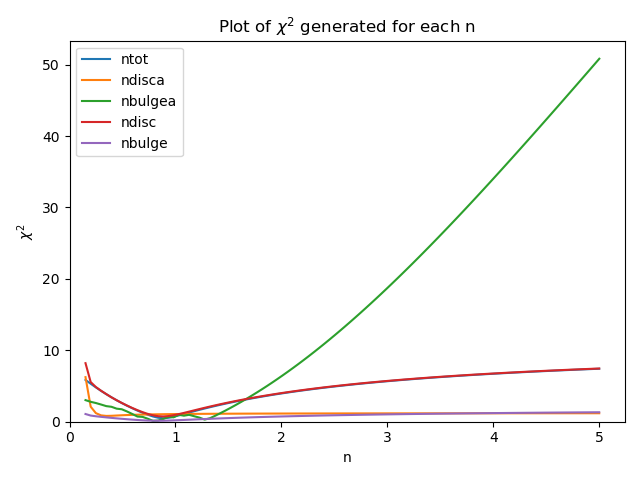 Plot of χ² generated for each n
ntot
ndisca
nbulgea
ndisc
nbulge
50
40
30
20
10
0
χ²
0 1 2 3 4 5
n